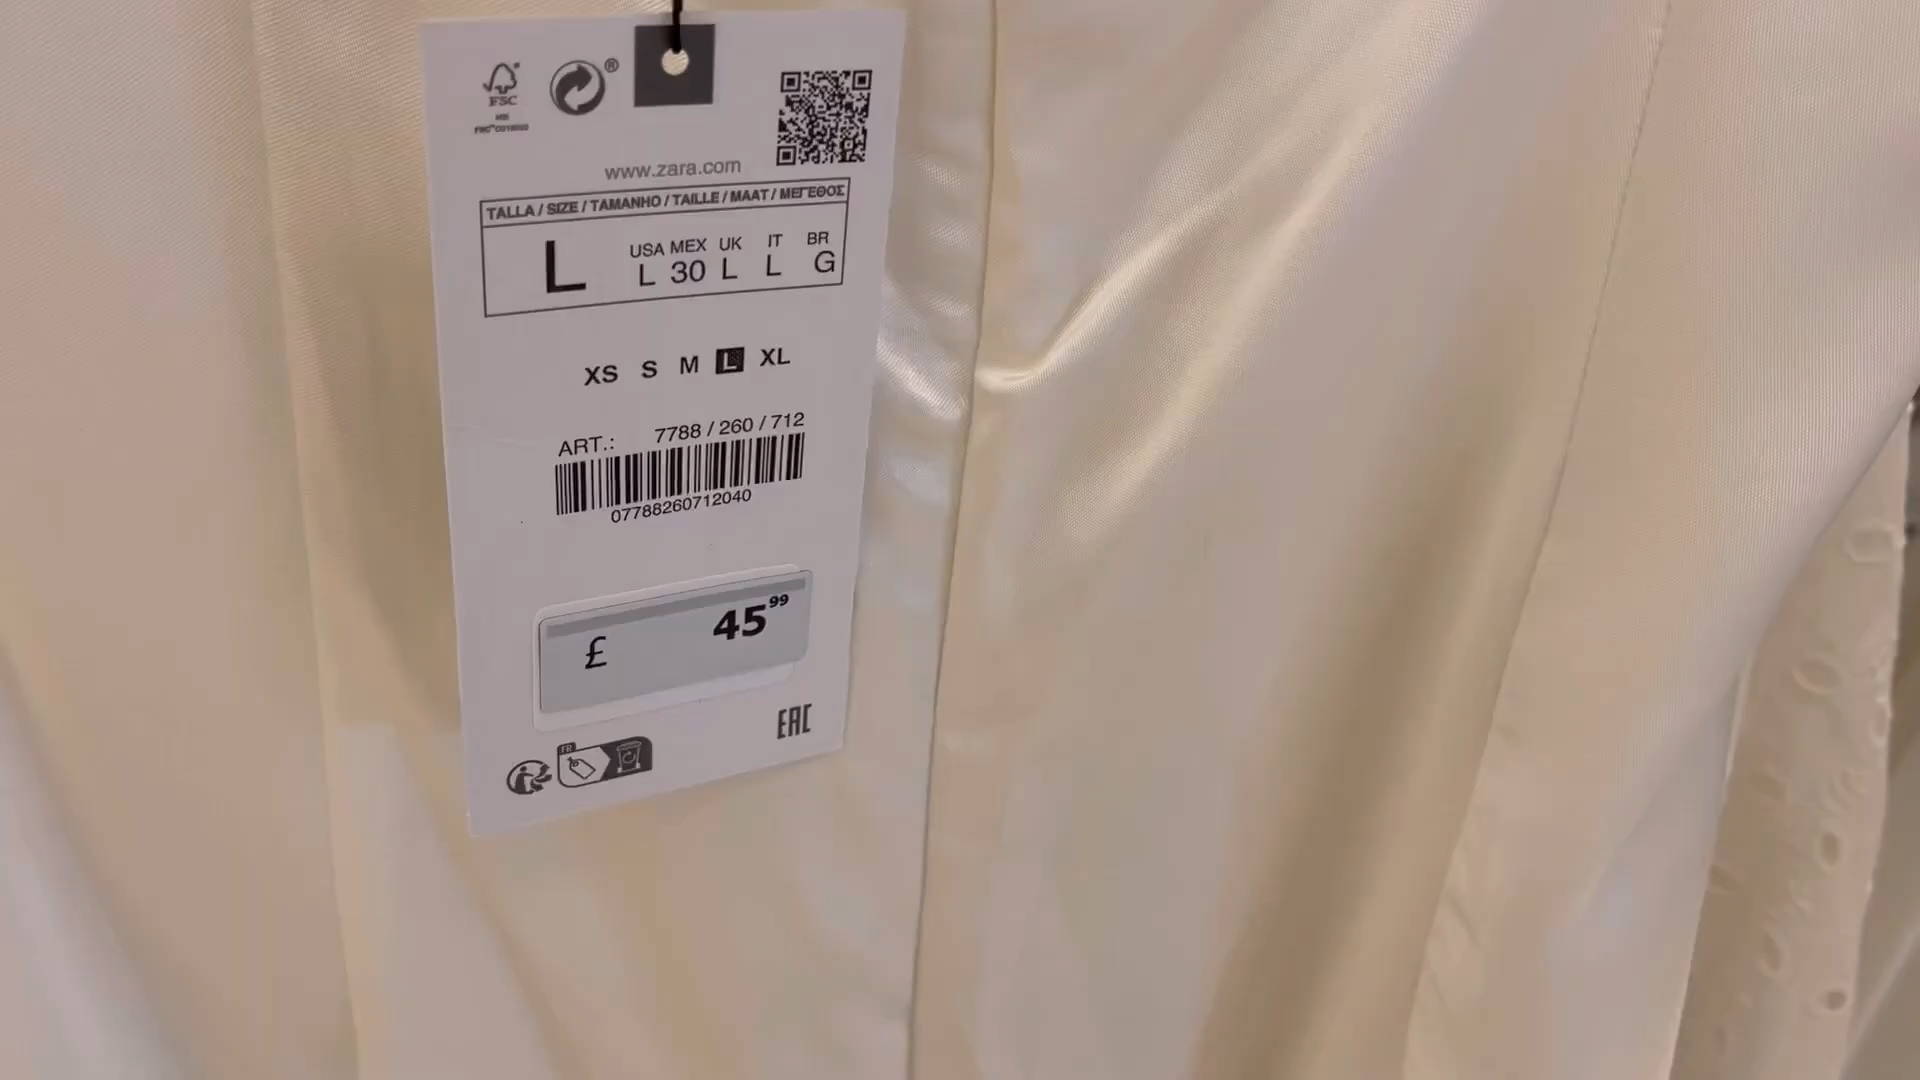 FSC
www.zara.com
TALLA / SIZE / TAMANHO / TAILLE / MAAT / ΜΕΓΕΘΟΣ
L
USA MEX UK IT BR
L 30 L L G
XS S M L XL
ART.: 7788 / 260 / 712
07788260712040
£ 45 99
EAC
FR